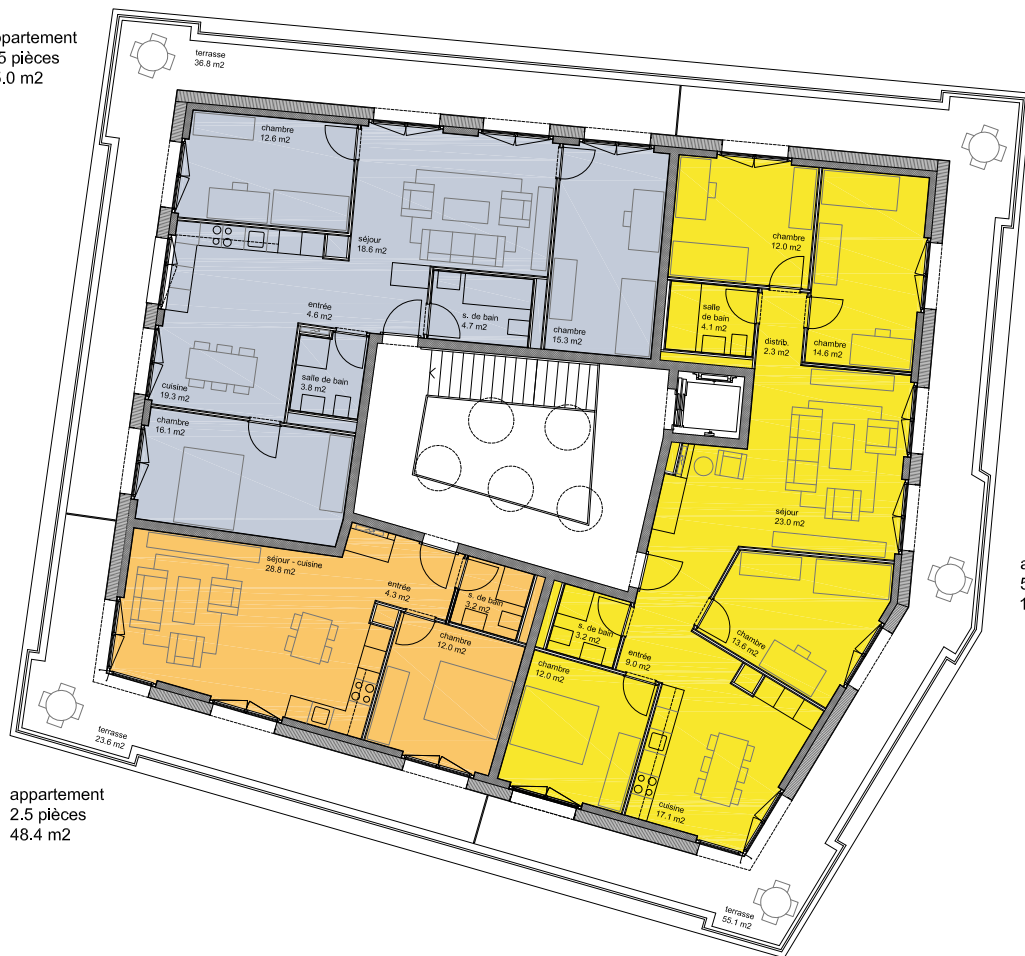 terrasse
36.8 m2
5 pièces
.0 m2
chambre
12.6 m2
séjour
18.6 m2
entrée
4.6 m2
s. de bain
4.7 m2
chambre
15.3 m2
salle de bain
3.8 m2
cuisine
19.3 m2
chambre
16.1 m2
chambre
12.0 m2
salle
de bain
4.1 m2
distrib.
2.3 m2
chambre
14.6 m2
séjour
23.0 m2
chambre
13.6 m2
s. de bain
3.2 m2
entrée
9.0 m2
chambre
12.0 m2
cuisine
17.1 m2
terrasse
55.1 m2
séjour - cuisine
28.8 m2
entrée
4.3 m2
s. de bain
3.2 m2
chambre
12.0 m2
terrasse
23.6 m2
appartement
2.5 pièces
48.4 m2
a
5
1